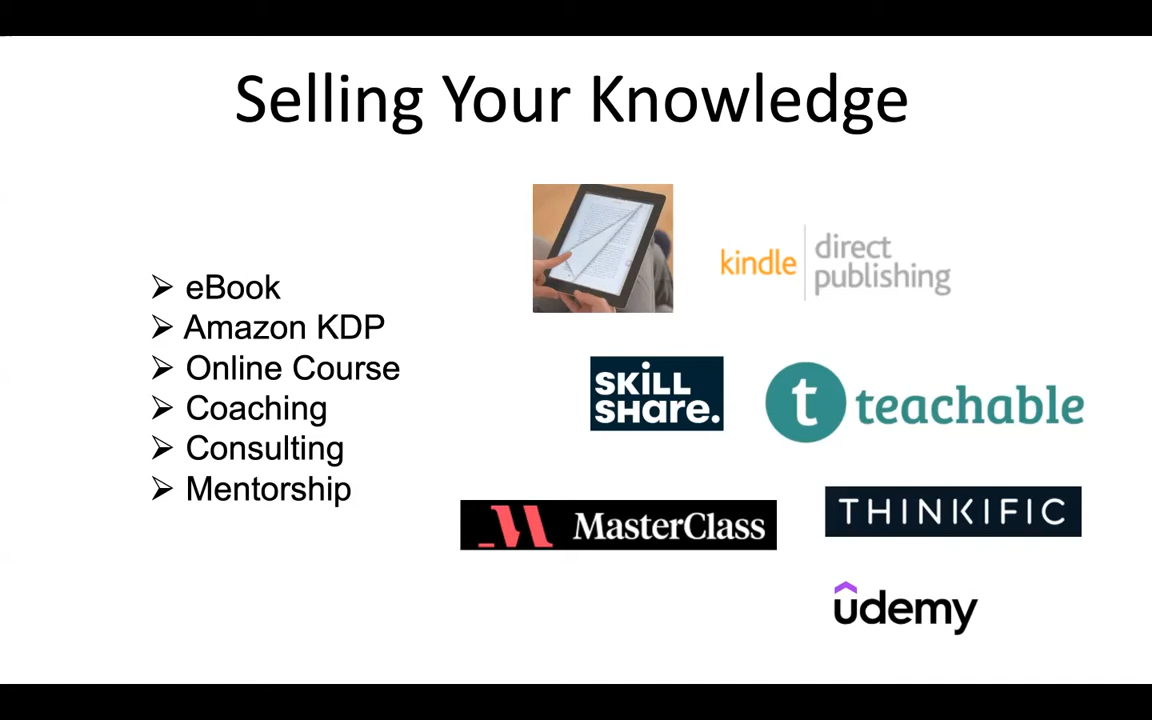 Selling Your Knowledge
➢ eBook
➢ Amazon KDP
➢ Online Course
➢ Coaching
➢ Consulting
➢ Mentorship
kindle direct publishing
SKILL
SHare.
t teachable
MasterClass
THINKIFIC
udemy